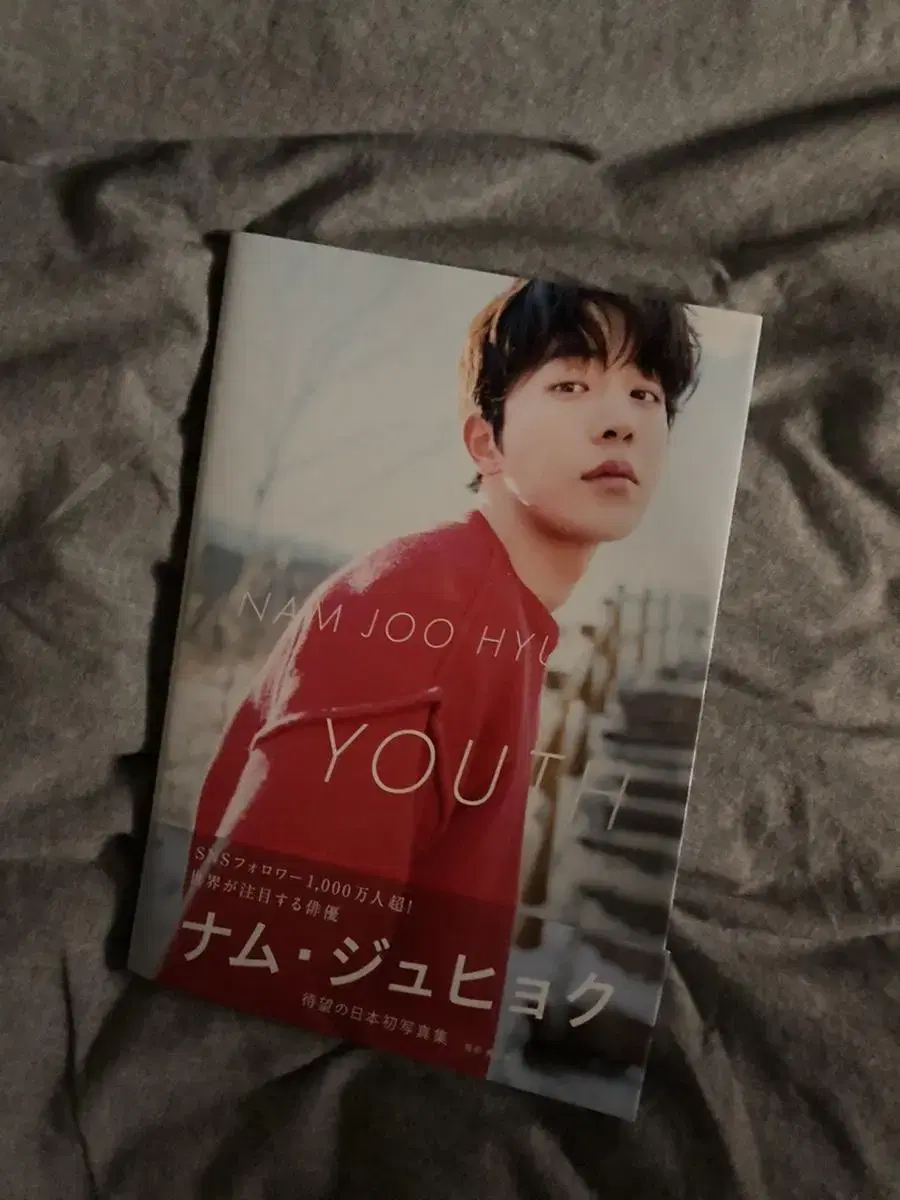 NAM JOO HYU
YOUTH
SNSフォロワー1,000万人超!
世界が注目する俳優
ナム・ジュヒョク
待望の日本初写真集